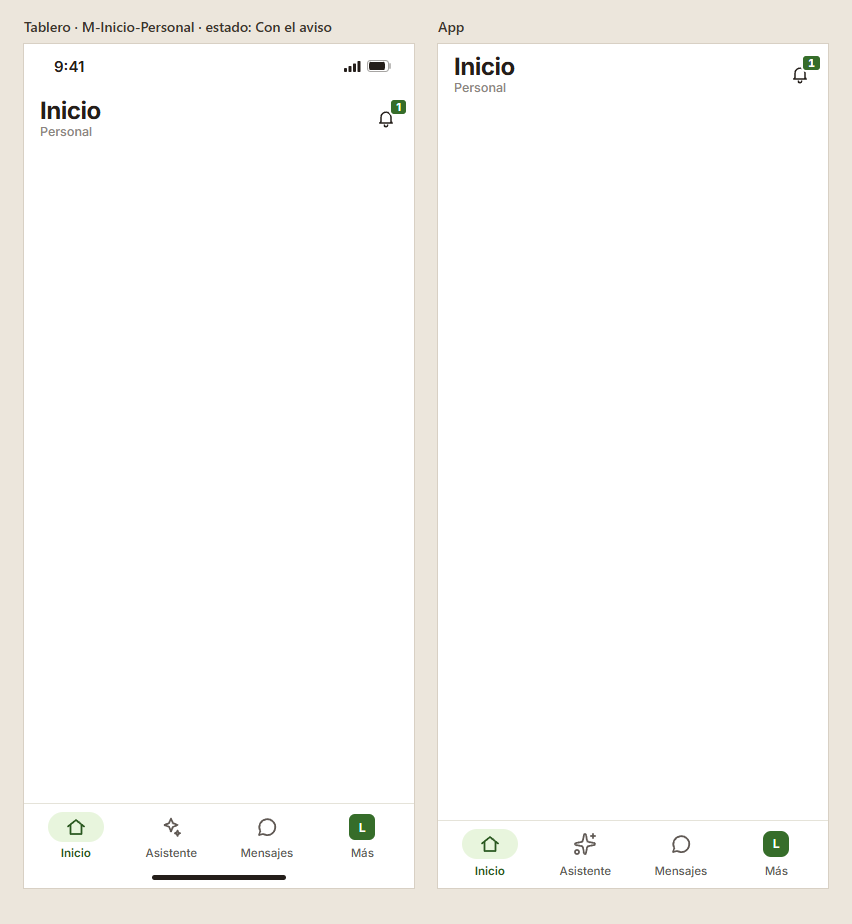 Tablero · M-Inicio-Personal · estado: Con el aviso
9:41
Inicio
Personal
1
Inicio
Asistente
Mensajes
L
Más
App
Inicio
Personal
1
Inicio
Asistente
Mensajes
L
Más